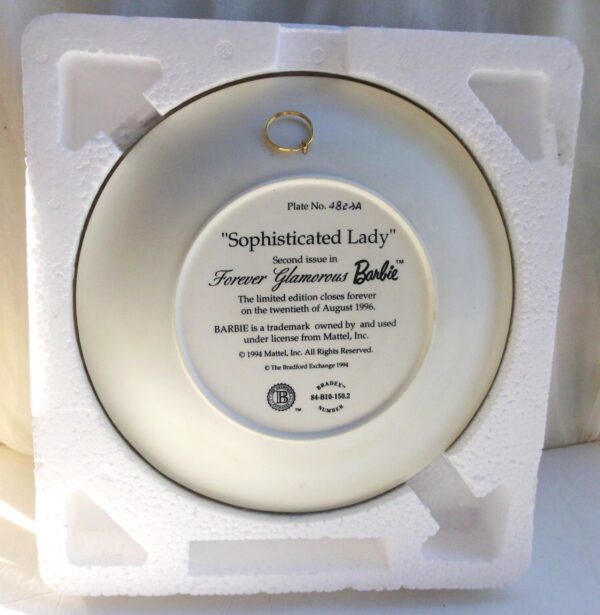 Plate No. 4823A
"Sophisticated Lady"
Second issue in
Forever Glamorous Barbie™
The limited edition closes forever
on the twentieth of August 1996.
BARBIE is a trademark owned by and used
under license from Mattel, Inc.
© 1994 Mattel, Inc. All Rights Reserved.
© The Bradford Exchange 1994
B ™
BRADEX™
84-B10-150.2
NUMBER